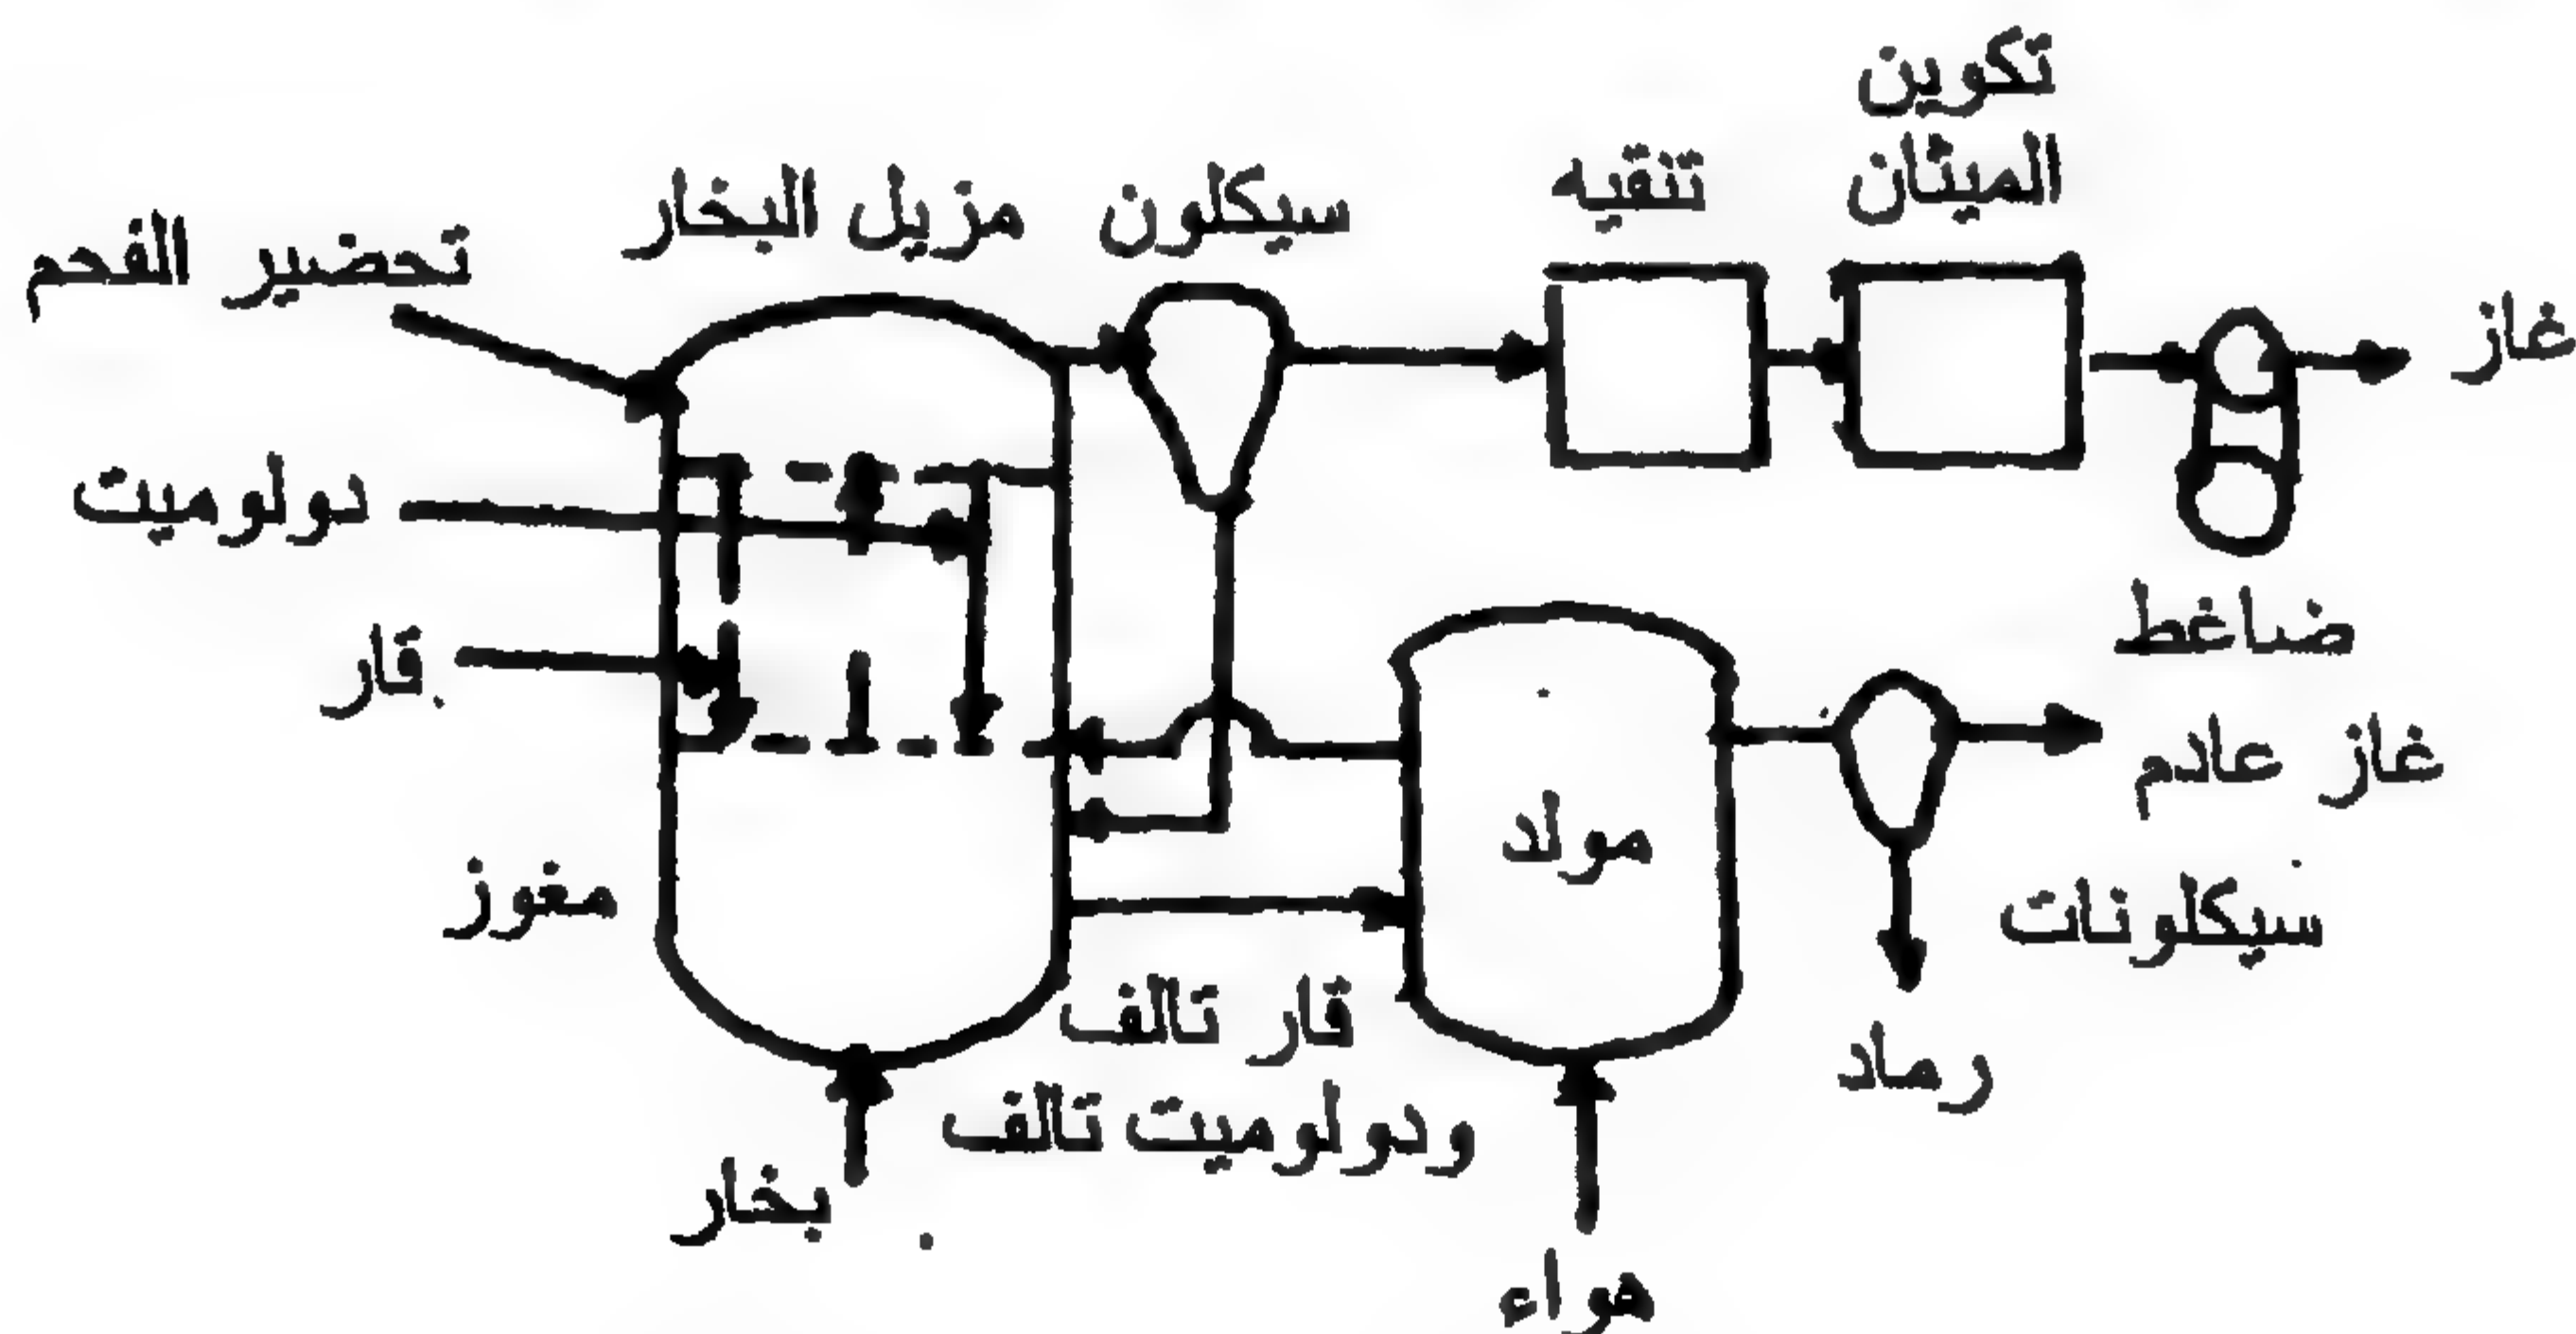 تكوين
الميثان
تنقيه
سيكلون
مزيل البخار
تحضير الفحم
غاز
دولوميت
ضاغط
قار
غاز عادم
مولد
مغوز
سيكلونات
قار تالف
ودولوميت تالف
رماد
بخار
هواء